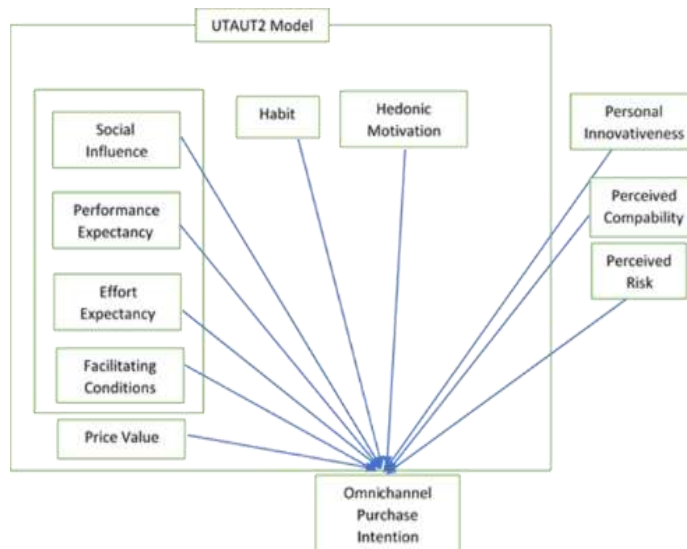 UTAUT2 Model
Social
Influence
Habit
Hedonic
Motivation
Personal
Innovativeness
Performance
Expectancy
Perceived
Compability
Effort
Expectancy
Perceived
Risk
Facilitating
Conditions
Price Value
Omnichannel
Purchase
Intention